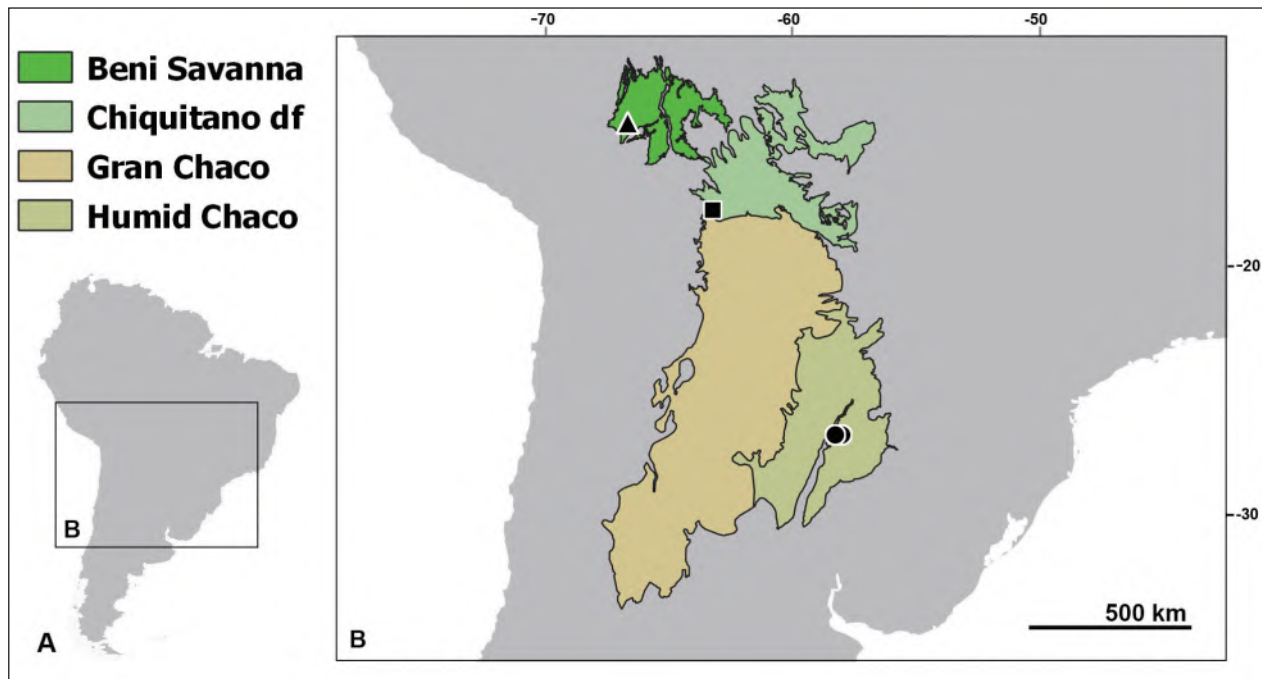 Beni Savanna
Chiquitano df
Gran Chaco
Humid Chaco
B
A
-70
-60
-50
-20
-30
500 km
B